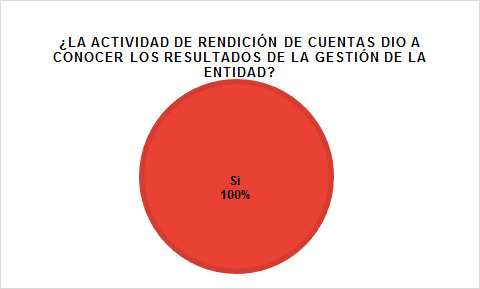 ¿LA ACTIVIDAD DE RENDICIÓN DE CUENTAS DIO A
CONOCER LOS RESULTADOS DE LA GESTIÓN DE LA
ENTIDAD?
Si
100%